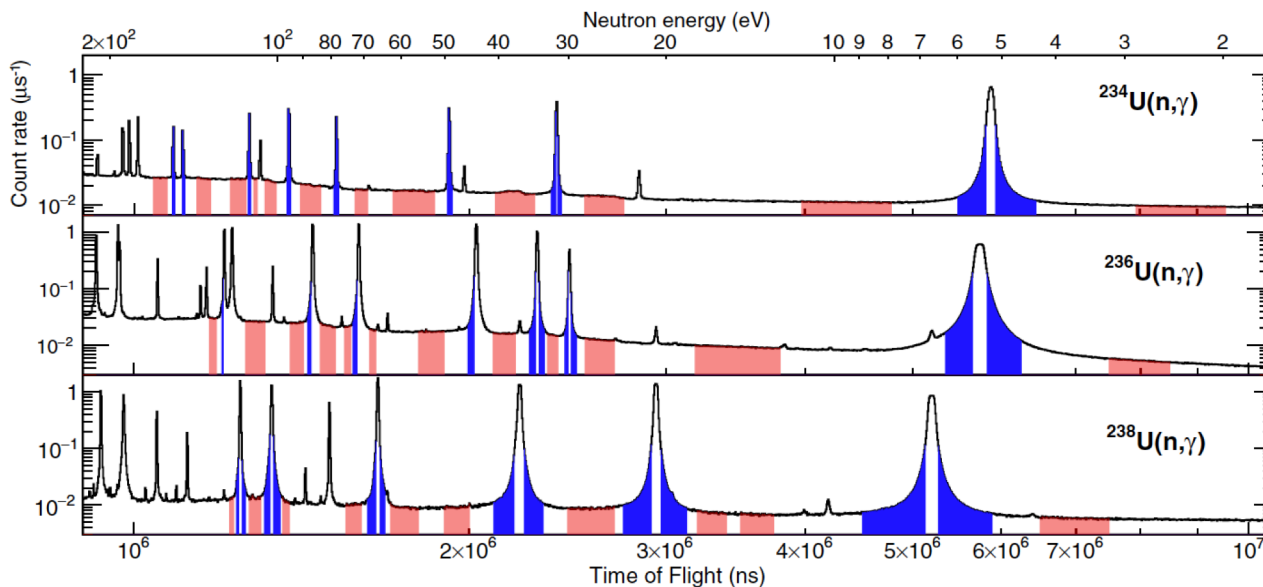 Neutron energy (eV)
2×10² 10² 80 70 60 50 40 30 20 10 9 8 7 6 5 4 3 2
Count rate (μs⁻¹)
1
10⁻¹
10⁻²
²³⁴U(n,γ)
1
10⁻¹
10⁻²
²³⁶U(n,γ)
1
10⁻¹
10⁻²
²³⁸U(n,γ)
10⁶ 2×10⁶ 3×10⁶ 4×10⁶ 5×10⁶ 6×10⁶ 7×10⁶ 10⁷
Time of Flight (ns)